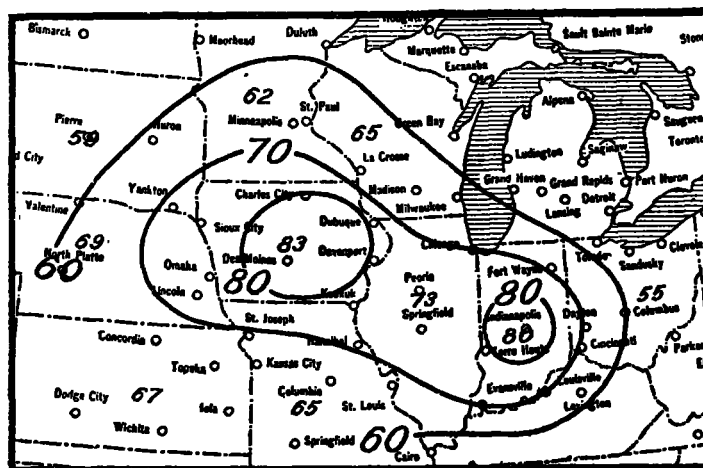 Bismarck
Moorhead
Duluth
Marquette
Sault Sainte Marie
Escanaba
62
St. Paul
Minneapolis
Pierre
Huron
65
Green Bay
Alpena
70
La Crosse
Ludington
Saginaw
Toronto
Valentine
Yankton
Charles City
Madison
Milwaukee
Grand Haven
Grand Rapids
Port Huron
Lansing
Detroit
Sioux City
Dubuque
69
North Platte
60
83
Des Moines
Davenport
Chicago
Toledo
Sandusky
Omaha
80
Lincoln
Keokuk
Peoria
73
Springfield
Fort Wayne
80
Indianapolis
Dayton
55
Columbus
St. Joseph
Hannibal
Terre Haute
Cincinnati
Concordia
Topeka
Kansas City
Columbia
65
St. Louis
Evansville
Louisville
Lexington
Dodge City
67
Iola
Wichita
Springfield
60
Cairo